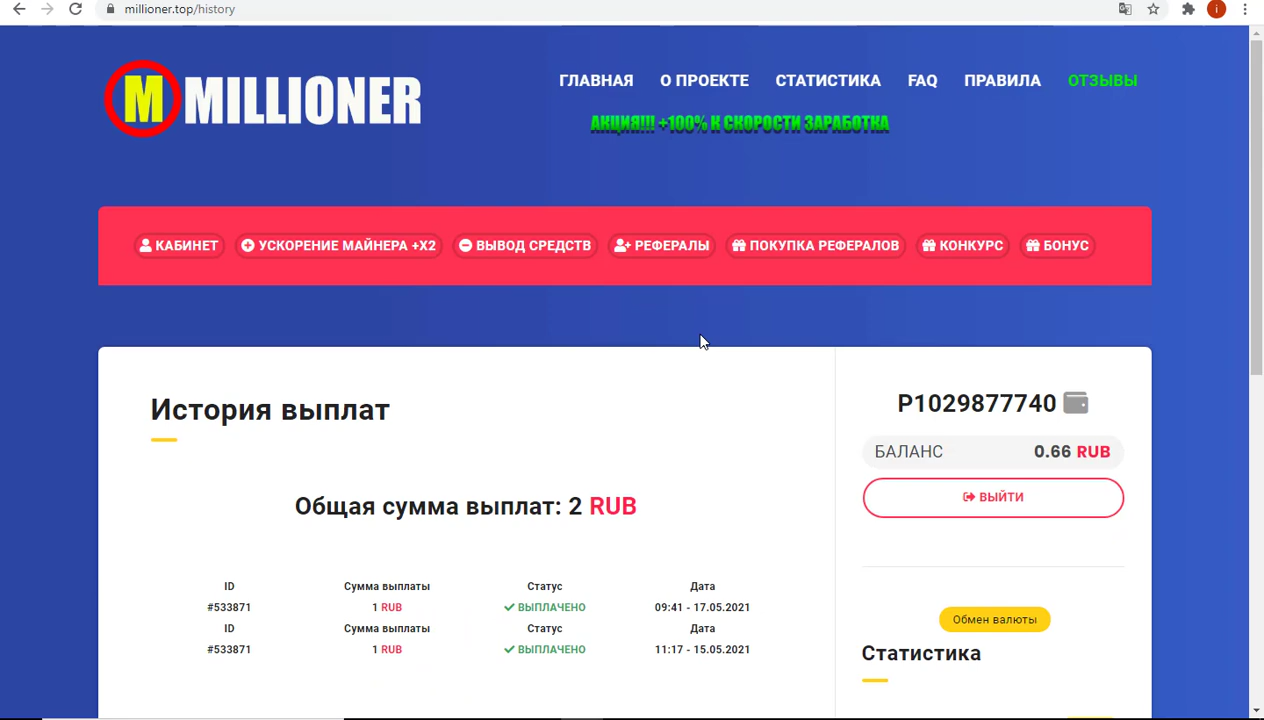 millioner.top/history
i
M MILLIONER
ГЛАВНАЯ О ПРОЕКТЕ СТАТИСТИКА FAQ ПРАВИЛА ОТЗЫВЫ
АКЦИЯ!!! +100% К СКОРОСТИ ЗАРАБОТКА
КАБИНЕТ УСКОРЕНИЕ МАЙНЕРА +X2 ВЫВОД СРЕДСТВ РЕФЕРАЛЫ ПОКУПКА РЕФЕРАЛОВ КОНКУРС БОНУС
История выплат
Общая сумма выплат: 2 RUB
ID Сумма выплаты Статус Дата
#533871 1 RUB ВЫПЛАЧЕНО 09:41 - 17.05.2021
ID Сумма выплаты Статус Дата
#533871 1 RUB ВЫПЛАЧЕНО 11:17 - 15.05.2021
P1029877740
БАЛАНС 0.66 RUB
ВЫЙТИ
Обмен валюты
Статистика